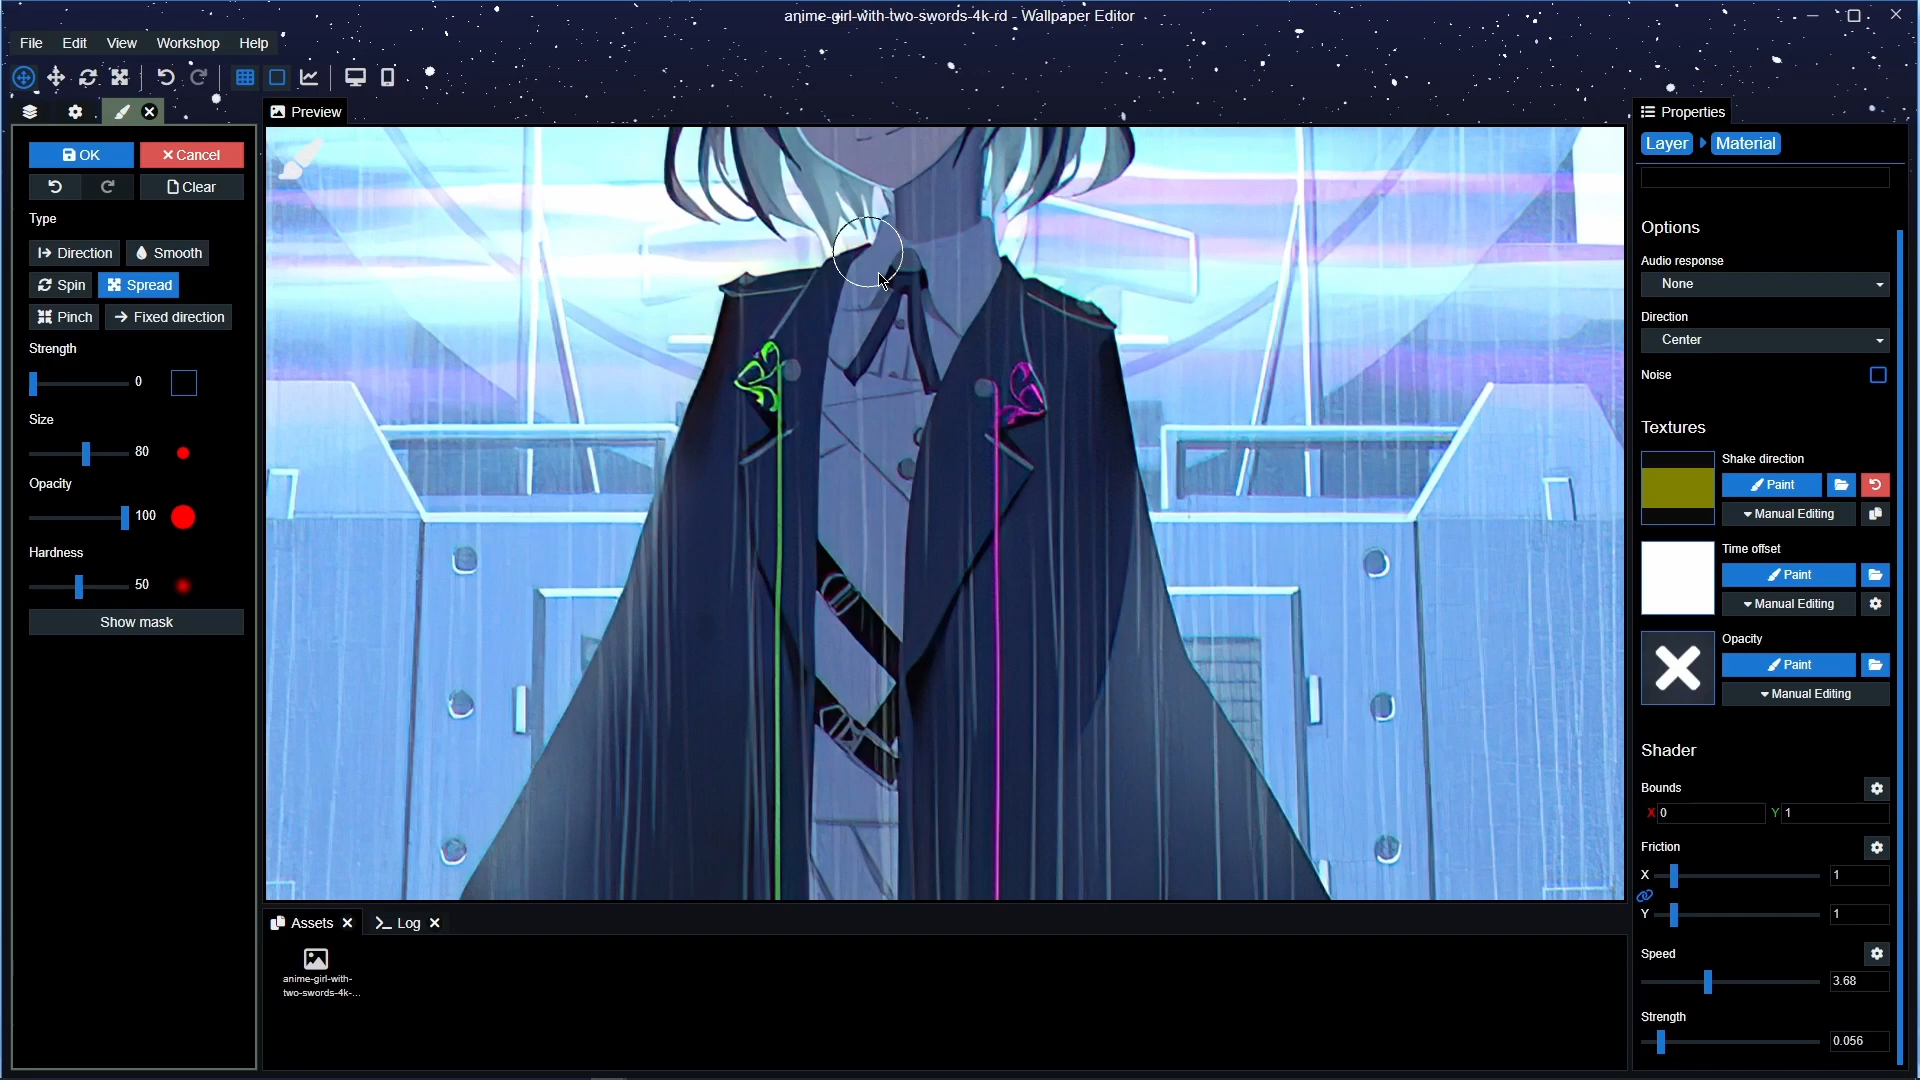 anime-girl-with-two-swords-4k-rd - Wallpaper Editor
File Edit View Workshop Help
Preview
Properties
OK Cancel
Clear
Type
Direction Smooth
Spin Spread
Pinch Fixed direction
Strength
0
Size
80
Opacity
100
Hardness
50
Show mask
Layer Material
Options
Audio response
None
Direction
Center
Noise
Textures
Shake direction
Paint
Manual Editing
Time offset
Paint
Manual Editing
Opacity
Paint
Manual Editing
Shader
Bounds
X 0 Y 1
Friction
X 1
Y 1
Speed
3.68
Strength
0.056
Assets Log
anime-girl-with-
two-swords-4k-...